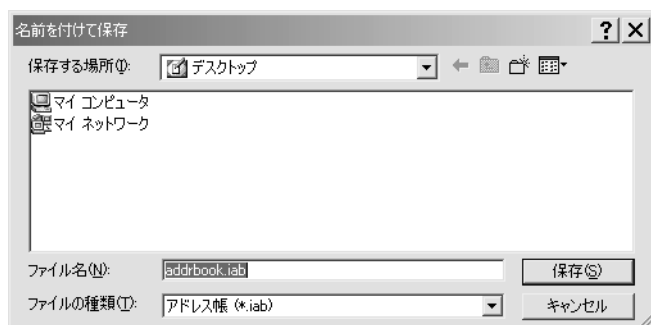 名前を付けて保存
保存する場所(I): デスクトップ
マイ コンピュータ
マイ ネットワーク
ファイル名(N): addrbook.iab 保存(S)
ファイルの種類(T): アドレス帳 (*.iab) キャンセル